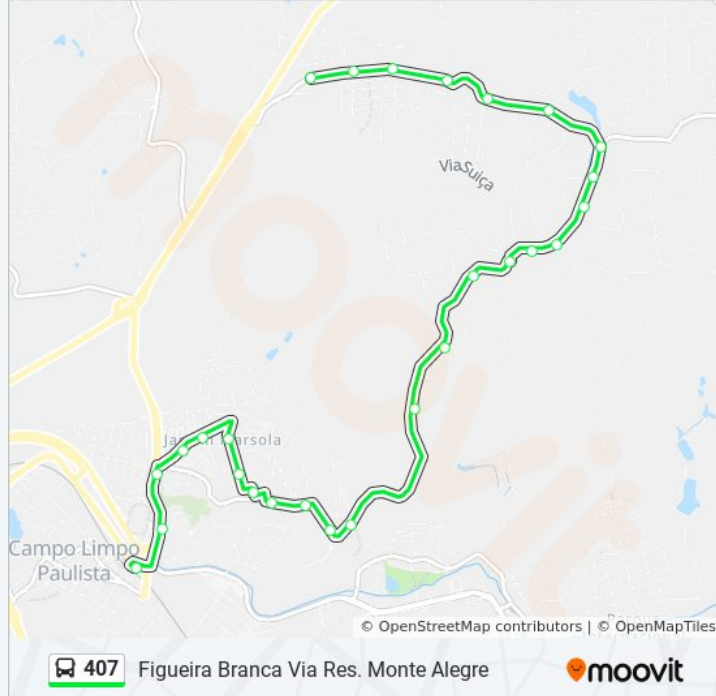 ViaSuíça
Campo Limpo
Paulista
© OpenStreetMap contributors | © OpenMapTiles
407 Figueira Branca Via Res. Monte Alegre
moovit